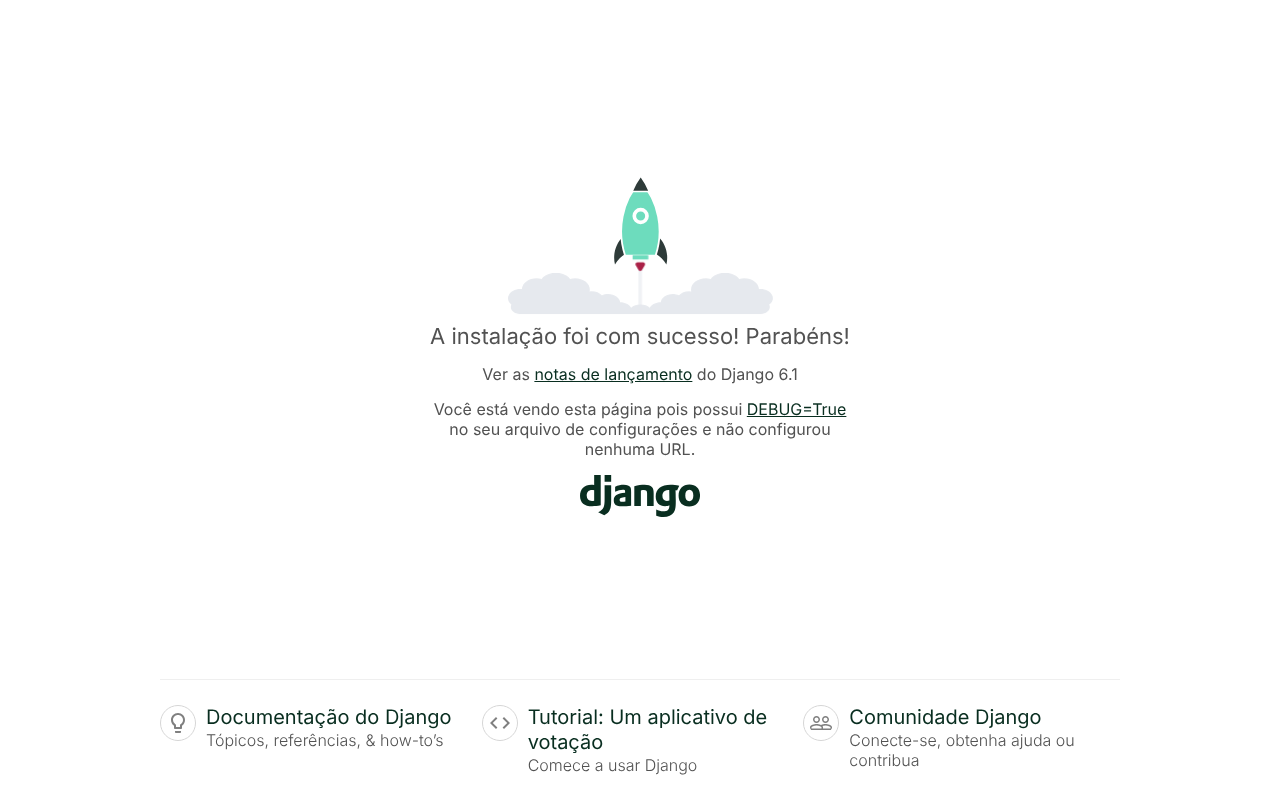 A instalação foi com sucesso! Parabéns!
Ver as notas de lançamento do Django 6.1
Você está vendo esta página pois possui DEBUG=True
no seu arquivo de configurações e não configurou
nenhuma URL.
django
Documentação do Django
Tópicos, referências, & how-to’s
Tutorial: Um aplicativo de
votação
Comece a usar Django
Comunidade Django
Conecte-se, obtenha ajuda ou
contribua